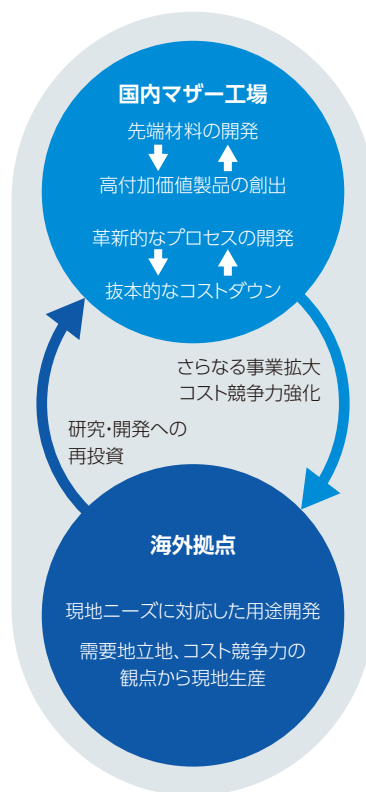 国内マザー工場
先端材料の開発
高付加価値製品の創出
革新的なプロセスの開発
抜本的なコストダウン
さらなる事業拡大
コスト競争力強化
研究・開発への
再投資
海外拠点
現地ニーズに対応した用途開発
需要地立地、コスト競争力の
観点から現地生産